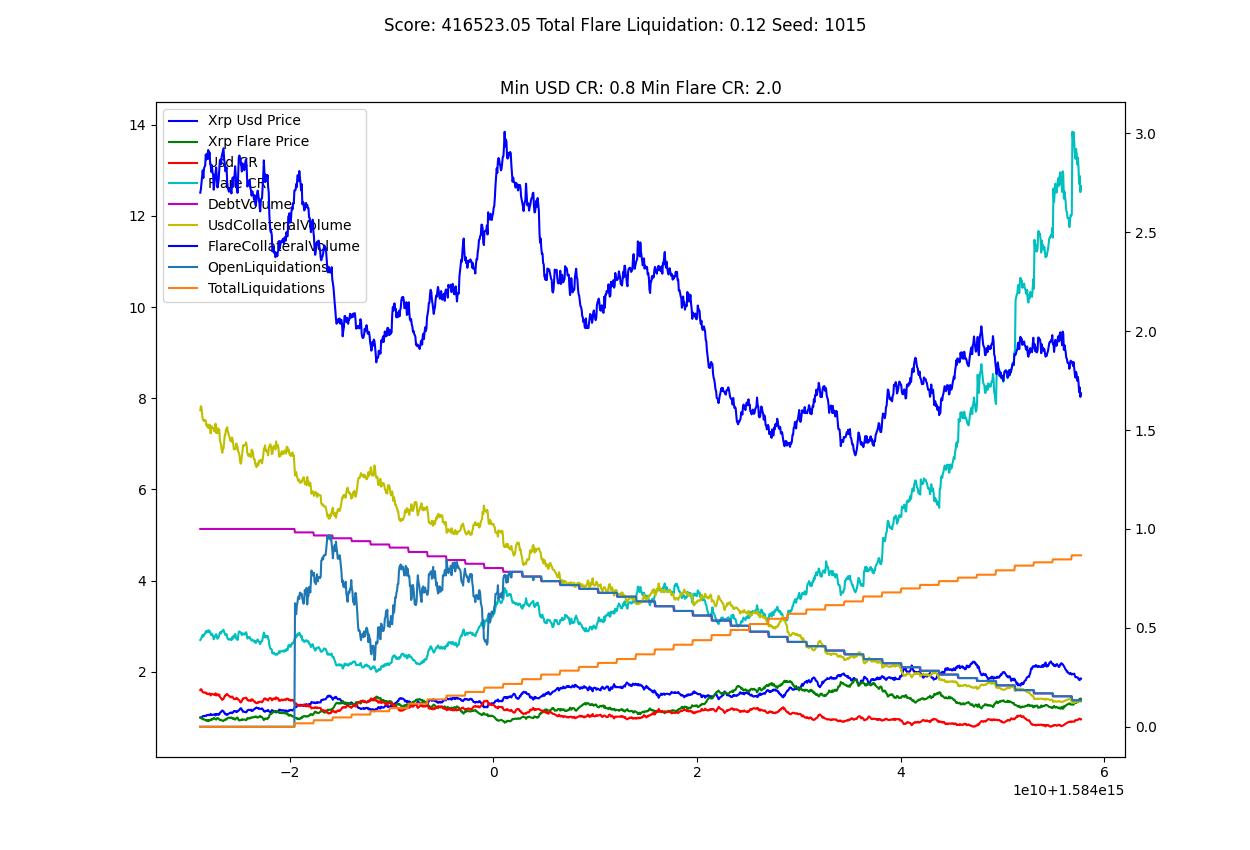 Score: 416523.05 Total Flare Liquidation: 0.12 Seed: 1015
Min USD CR: 0.8 Min Flare CR: 2.0
Xrp Usd Price
Xrp Flare Price
Usd CR
Flare CR
DebtVolume
UsdCollateralVolume
FlareCollateralVolume
OpenLiquidations
TotalLiquidations
14
12
10
8
6
4
2
3.0
2.5
2.0
1.5
1.0
0.5
0.0
−2
0
2
4
6
1e10+1.584e15